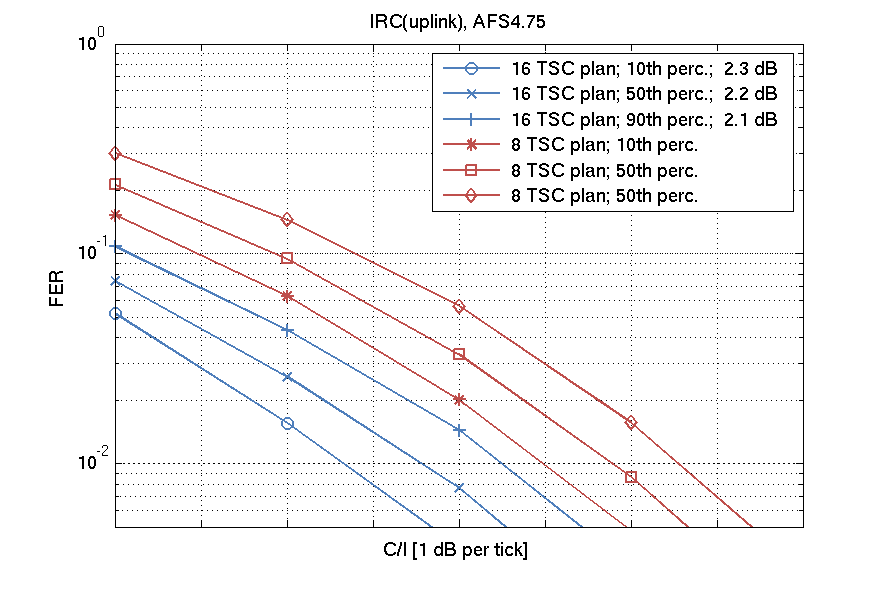 IRC(uplink), AFS4.75
10^0
16 TSC plan; 10th perc.; 2.3 dB
16 TSC plan; 50th perc.; 2.2 dB
16 TSC plan; 90th perc.; 2.1 dB
8 TSC plan; 10th perc.
8 TSC plan; 50th perc.
8 TSC plan; 50th perc.
10^-1
FER
10^-2
C/I [1 dB per tick]